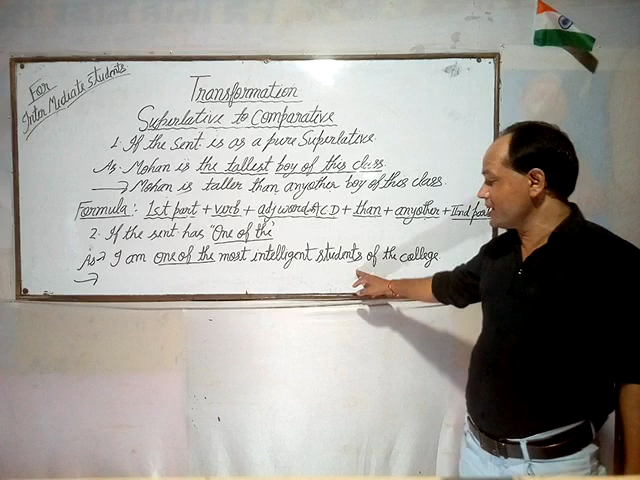 For
Inter Mediate Students
Transformation
Superlative to Comparative
1. If the sent. is as a pure Superlative.
As. Mohan is the tallest boy of this class.
→ Mohan is taller than anyother boy of this class.
Formula: 1st part + verb + adj words of CD + than + anyother + IInd part
2. If the sent has 'One of the'
As → I am one of the most intelligent students of the college.
→